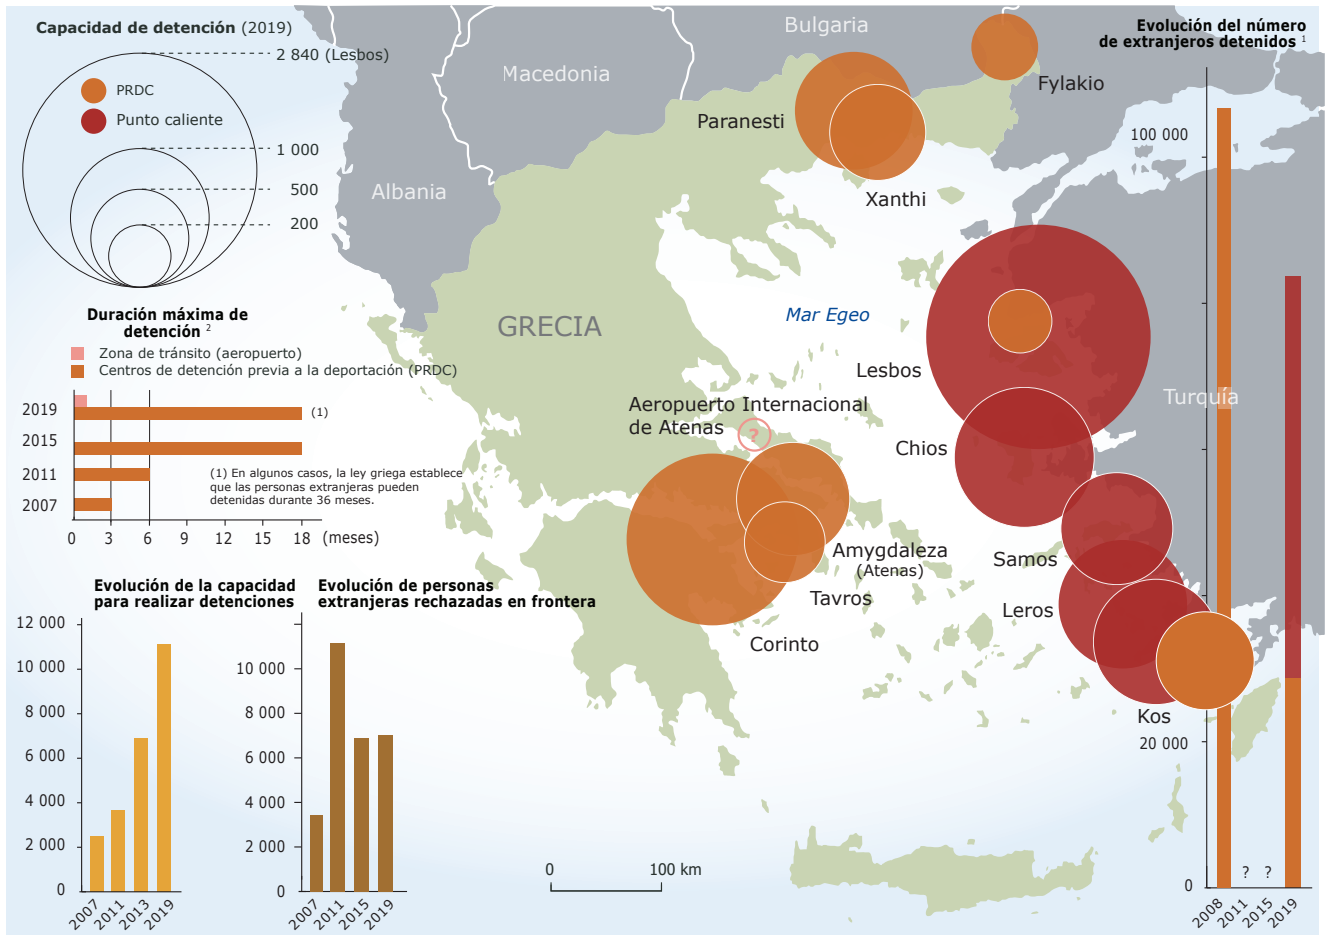 Capacidad de detención (2019)
2 840 (Lesbos)
PRDC
Punto caliente
1 000
500
200
Duración máxima de
detención 2
Zona de tránsito (aeropuerto)
Centros de detención previa a la deportación (PRDC)
2019
(1)
2015
2011
2007
(1) En algunos casos, la ley griega establece
que las personas extranjeras pueden
detenidas durante 36 meses.
0 3 6 9 12 15 18 (meses)
Evolución de la capacidad
para realizar detenciones
12 000
10 000
8 000
6 000
4 000
2 000
0
2007 2011 2013 2019
Evolución de personas
extranjeras rechazadas en frontera
10 000
8 000
6 000
4 000
2 000
0
2007 2011 2015 2019
Bulgaria
Macedonia
Albania
GRECIA
Turquía
Mar Egeo
Fylakio
Paranesti
Xanthi
Lesbos
Aeropuerto Internacional
de Atenas
?
Chios
Samos
Amygdaleza
(Atenas)
Tavros
Leros
Corinto
Kos
0 100 km
Evolución del número
de extranjeros detenidos 1
100 000
20 000
0
? ?
2008 2011 2015 2019